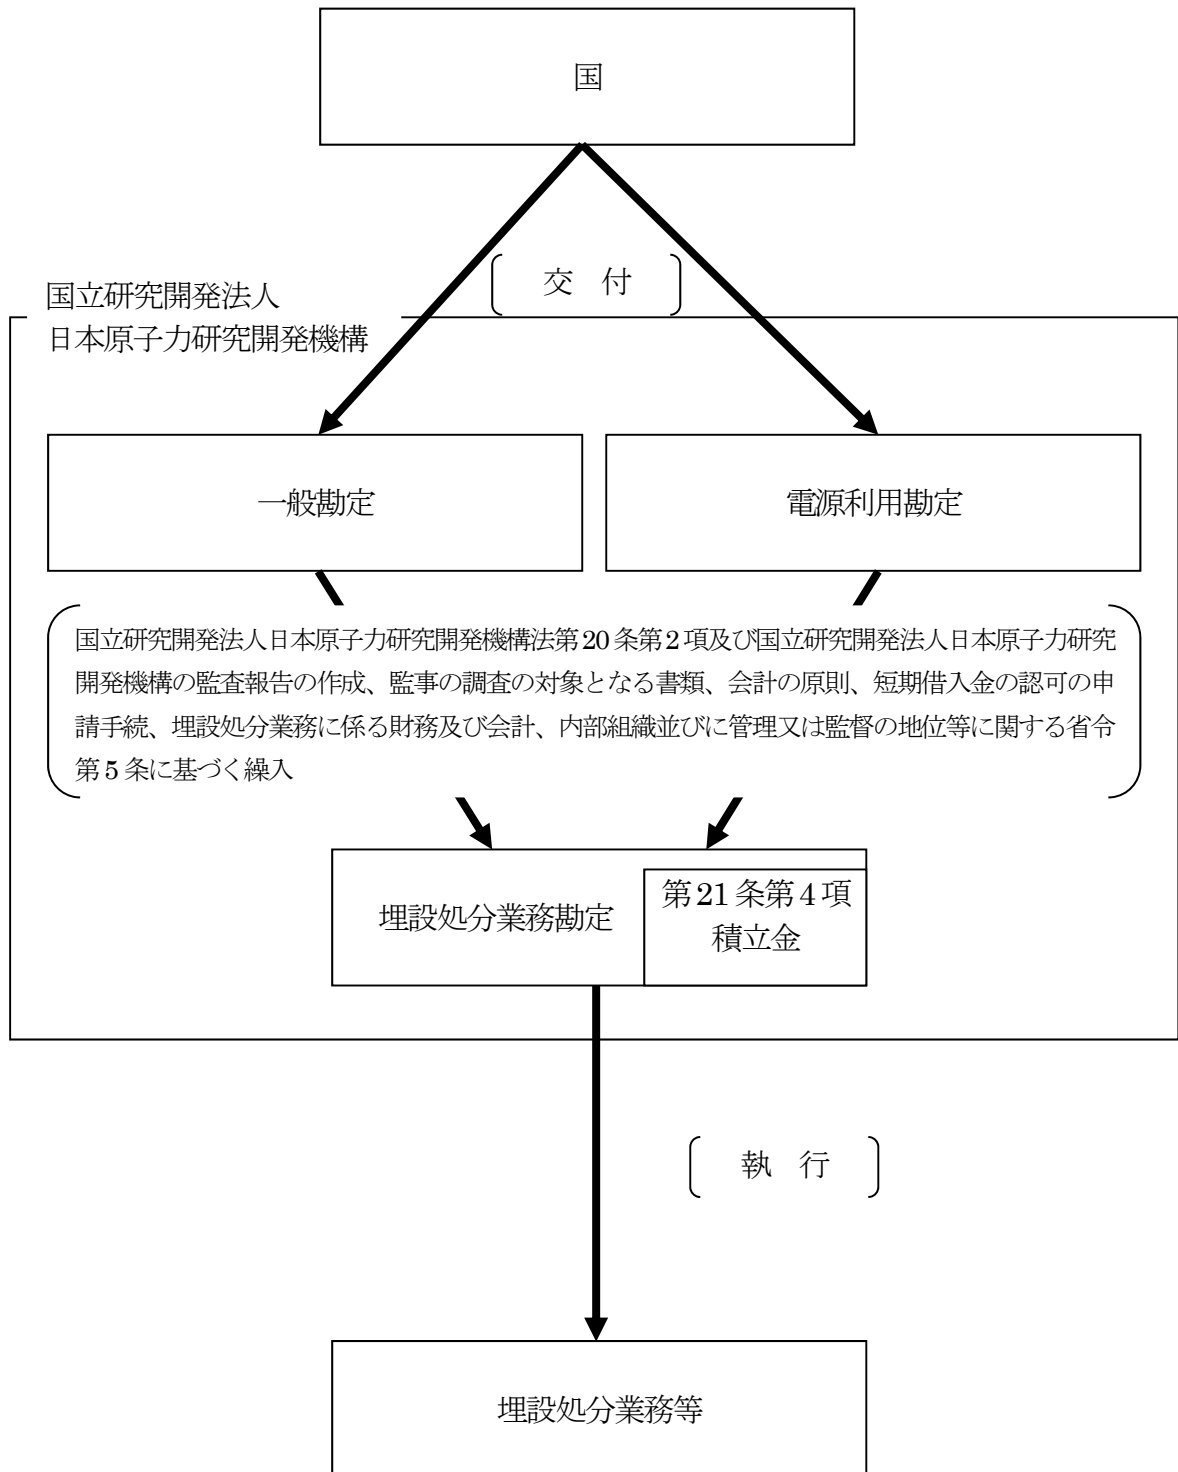 国
〔 交 付 〕
国立研究開発法人
日本原子力研究開発機構
一般勘定
電源利用勘定
国立研究開発法人日本原子力研究開発機構法第20条第2項及び国立研究開発法人日本原子力研究
開発機構の監査報告の作成、監事の調査の対象となる書類、会計の原則、短期借入金の認可の申
請手続、埋設処分業務に係る財務及び会計、内部組織並びに管理又は監督の地位等に関する省令
第5条に基づく繰入
埋設処分業務勘定
第21条第4項
積立金
〔 執 行 〕
埋設処分業務等